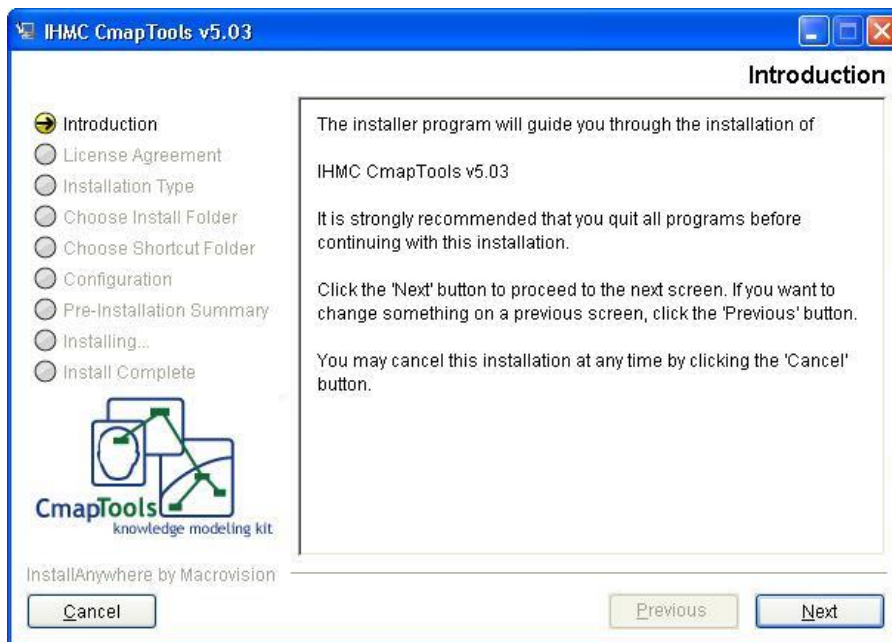 IHMC CmapTools v5.03
Introduction
Introduction
License Agreement
Installation Type
Choose Install Folder
Choose Shortcut Folder
Configuration
Pre-Installation Summary
Installing...
Install Complete
CmapTools
knowledge modeling kit
The installer program will guide you through the installation of
IHMC CmapTools v5.03
It is strongly recommended that you quit all programs before
continuing with this installation.
Click the 'Next' button to proceed to the next screen. If you want to
change something on a previous screen, click the 'Previous' button.
You may cancel this installation at any time by clicking the 'Cancel'
button.
InstallAnywhere by Macrovision
Cancel
Previous
Next